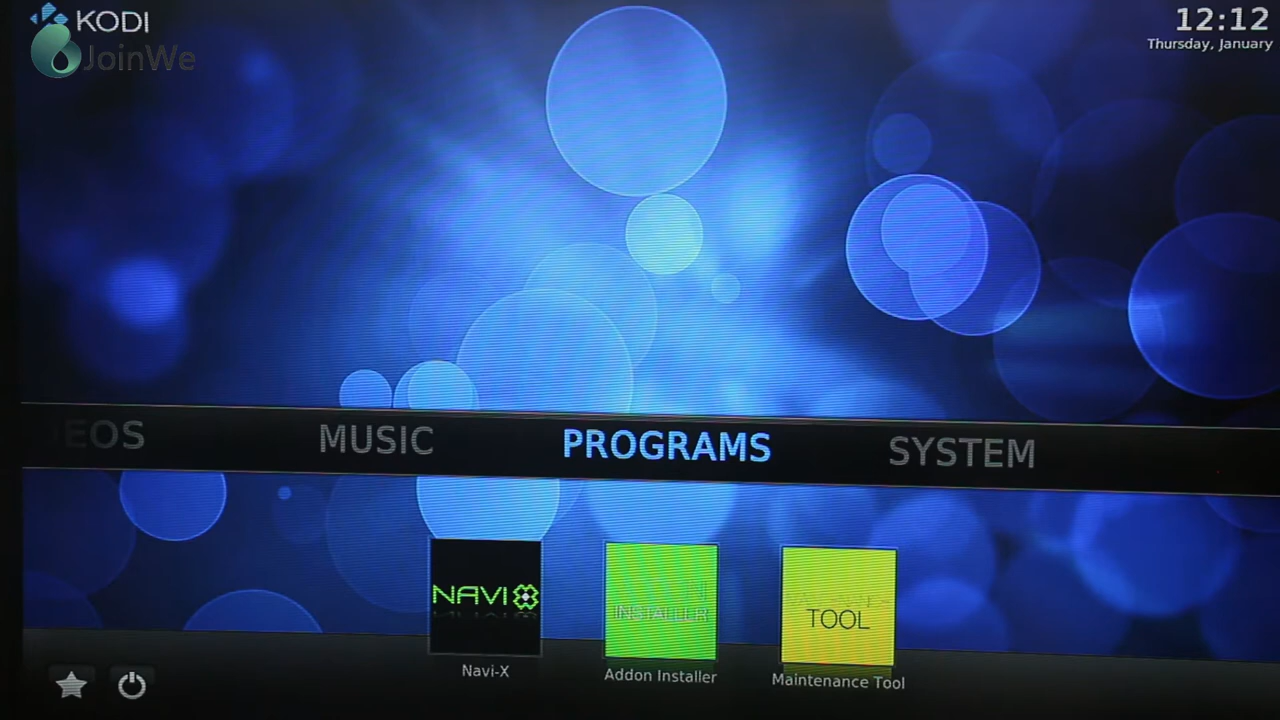 KODI
JoinWe
12:12
Thursday, January
EOS
MUSIC
PROGRAMS
SYSTEM
NAVI
INSTALLER
TOOL
Navi-X
Addon Installer
Maintenance Tool